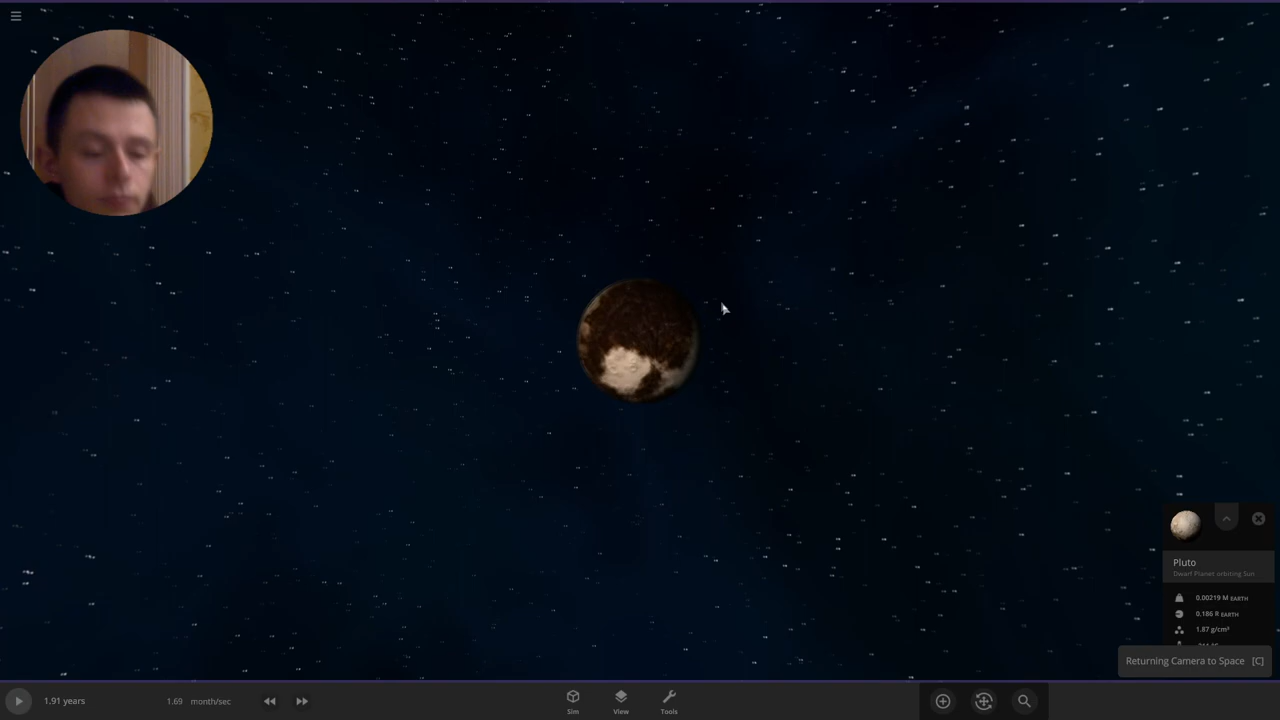 Pluto
Dwarf Planet orbiting Sun
0.00219 M EARTH
0.186 R EARTH
1.87 g/cm³
Returning Camera to Space [C]
1.91 years
1.69 month/sec
Sim
View
Tools